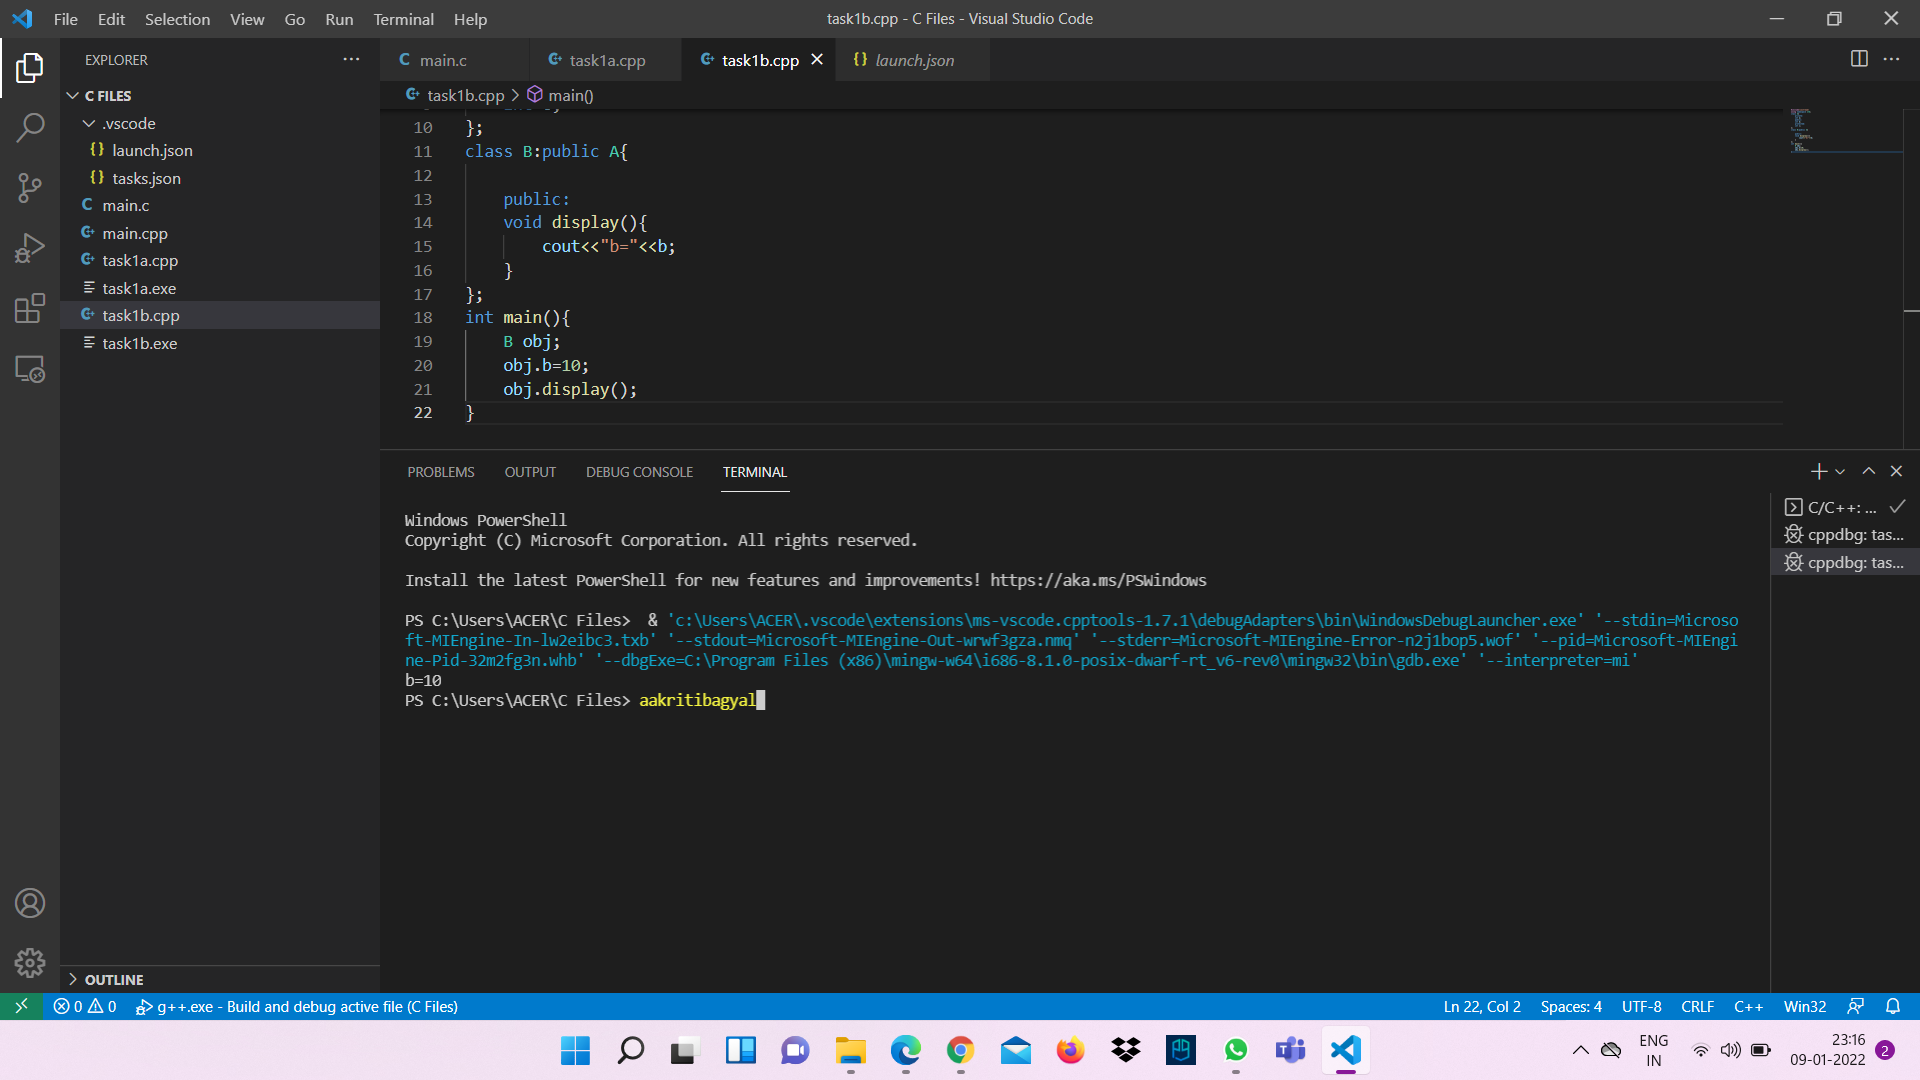 File Edit Selection View Go Run Terminal Help
task1b.cpp - C Files - Visual Studio Code
EXPLORER
C FILES
.vscode
launch.json
tasks.json
main.c
main.cpp
task1a.cpp
task1a.exe
task1b.cpp
task1b.exe
OUTLINE
main.c task1a.cpp task1b.cpp launch.json
task1b.cpp > main()
10 };
11 class B:public A{
12
13 public:
14 void display(){
15 cout<<"b="<<b;
16 }
17 };
18 int main(){
19 B obj;
20 obj.b=10;
21 obj.display();
22 }
PROBLEMS OUTPUT DEBUG CONSOLE TERMINAL
Windows PowerShell
Copyright (C) Microsoft Corporation. All rights reserved.
Install the latest PowerShell for new features and improvements! https://aka.ms/PSWindows
PS C:\Users\ACER\C Files>  & 'c:\Users\ACER\.vscode\extensions\ms-vscode.cpptools-1.7.1\debugAdapters\bin\WindowsDebugLauncher.exe' '--stdin=Microso
ft-MIEngine-In-lw2eibc3.txb' '--stdout=Microsoft-MIEngine-Out-wrwf3gza.nmq' '--stderr=Microsoft-MIEngine-Error-n2j1bop5.wof' '--pid=Microsoft-MIEngi
ne-Pid-32m2fg3n.whb' '--dbgExe=C:\Program Files (x86)\mingw-w64\i686-8.1.0-posix-dwarf-rt_v6-rev0\mingw32\bin\gdb.exe' '--interpreter=mi'
b=10
PS C:\Users\ACER\C Files> aakritibagyal
C/C++: ...
cppdbg: tas...
cppdbg: tas...
0 0 g++.exe - Build and debug active file (C Files)
Ln 22, Col 2 Spaces: 4 UTF-8 CRLF C++ Win32
ENG
IN
23:16
09-01-2022
2